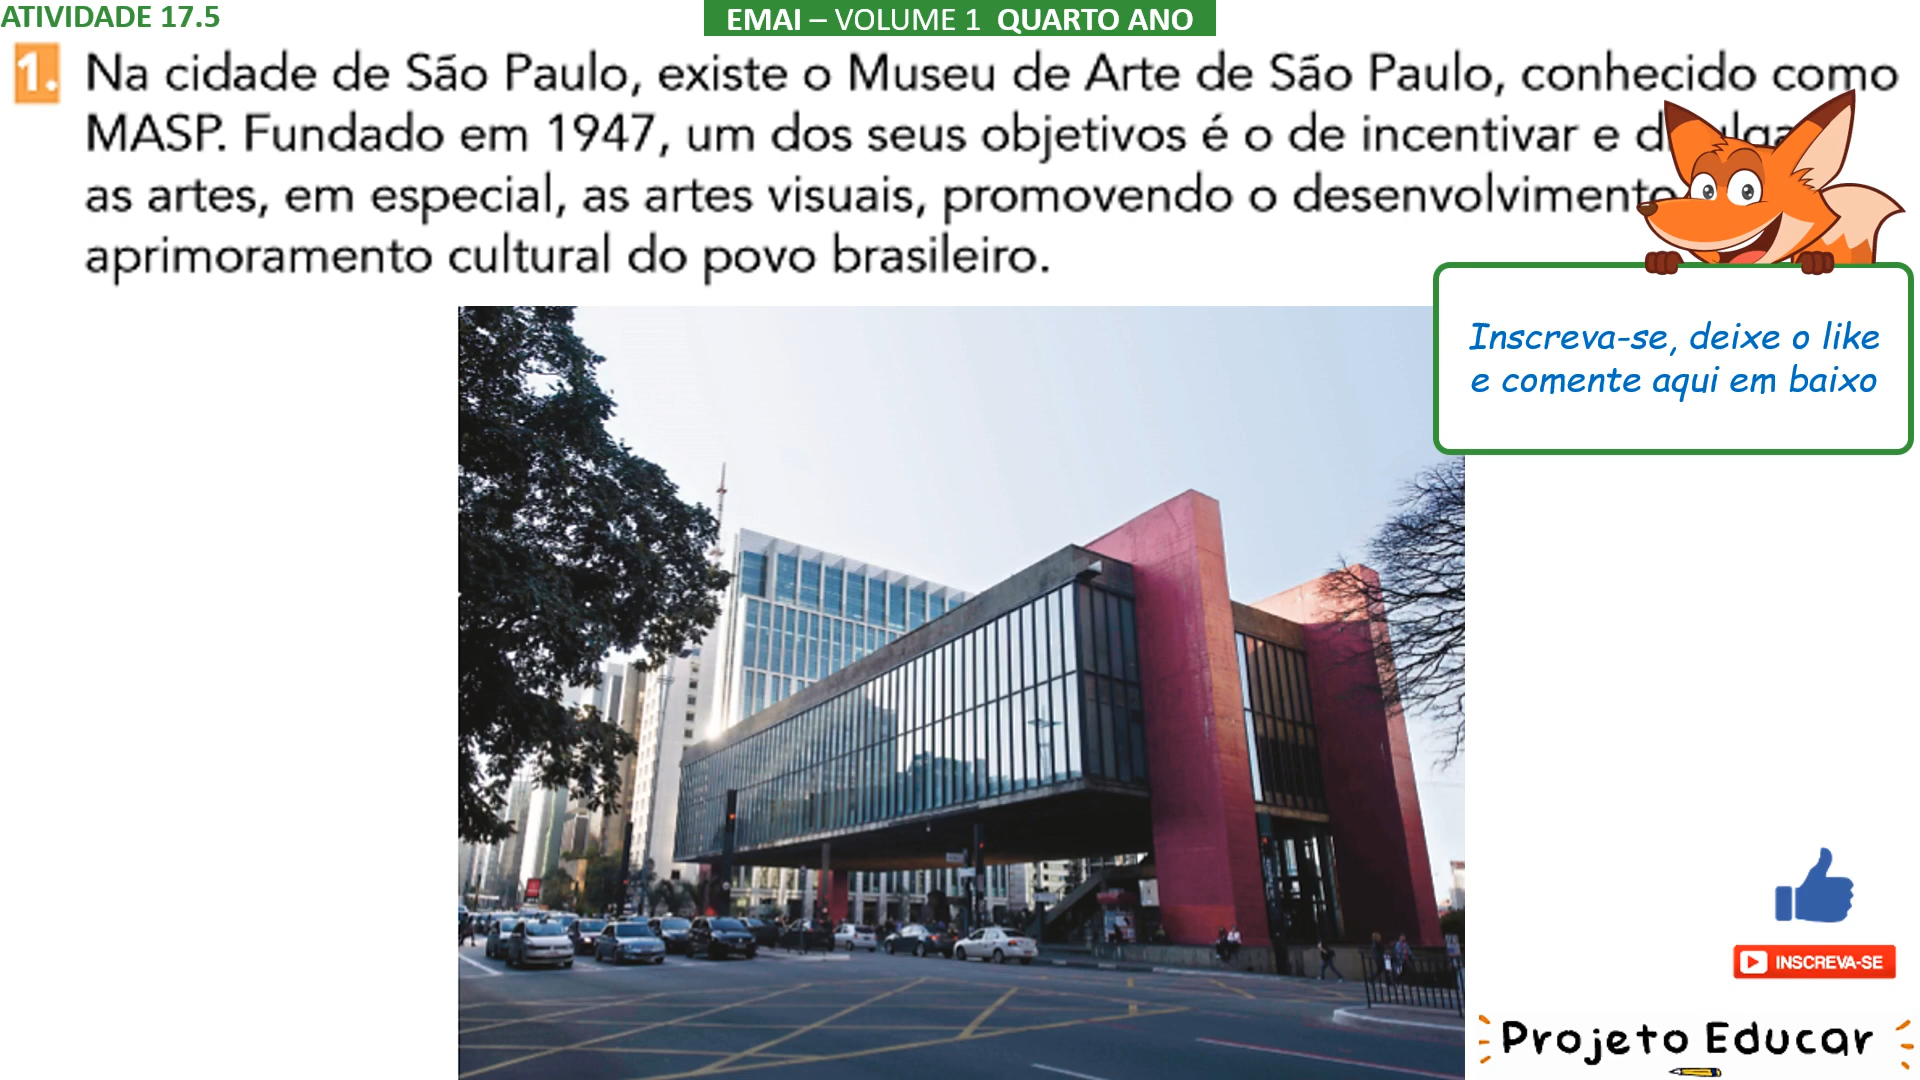 ATIVIDADE 17.5
EMAI – VOLUME 1 QUARTO ANO
1. Na cidade de São Paulo, existe o Museu de Arte de São Paulo, conhecido como
MASP. Fundado em 1947, um dos seus objetivos é o de incentivar e
as artes, em especial, as artes visuais, promovendo o desenvolvimento
aprimoramento cultural do povo brasileiro.
Inscreva-se, deixe o like
e comente aqui em baixo
INSCREVA-SE
Projeto Educar